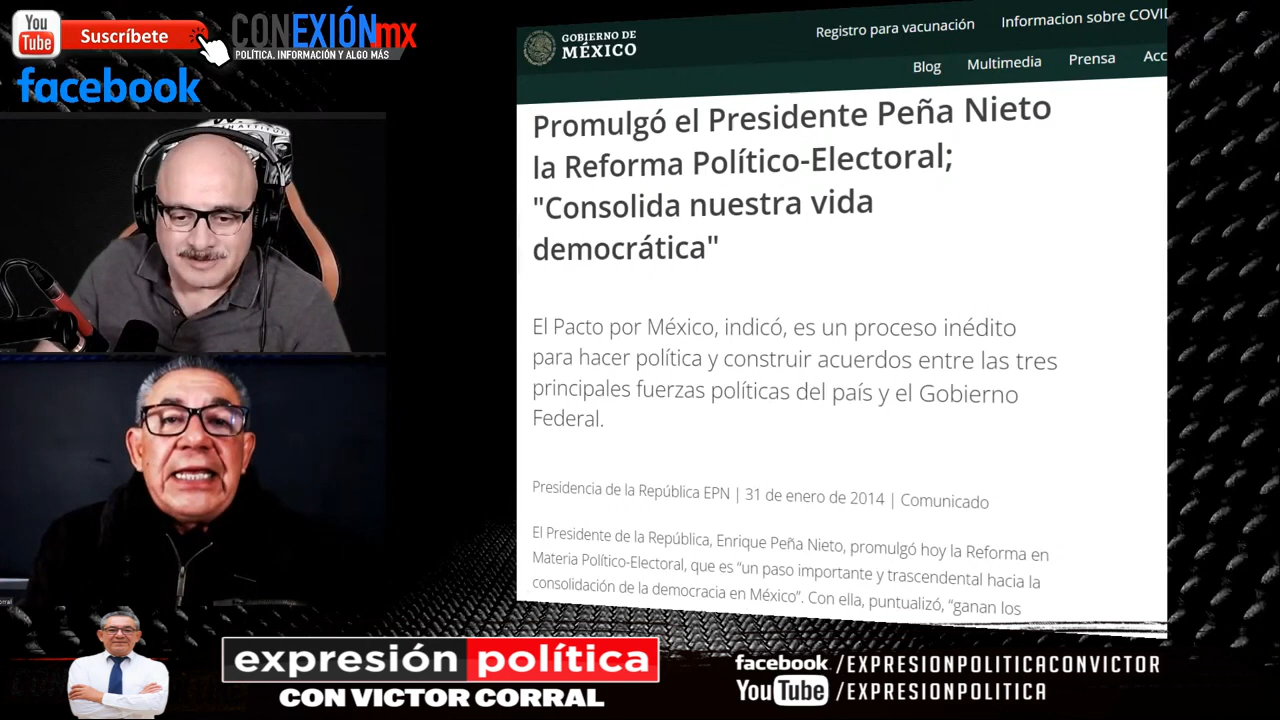 You
Tube
Suscríbete
CONEXIÓNmx
POLÍTICA. INFORMACIÓN Y ALGO MÁS
facebook
GOBIERNO DE
MÉXICO
Registro para vacunación
Informacion sobre COVID
Blog
Multimedia
Prensa
Acc
Promulgó el Presidente Peña Nieto
la Reforma Político-Electoral;
"Consolida nuestra vida
democrática"
El Pacto por México, indicó, es un proceso inédito
para hacer política y construir acuerdos entre las tres
principales fuerzas políticas del país y el Gobierno
Federal.
Presidencia de la República EPN | 31 de enero de 2014 | Comunicado
El Presidente de la República, Enrique Peña Nieto, promulgó hoy la Reforma en
Materia Político-Electoral, que es “un paso importante y trascendental hacia la
consolidación de la democracia en México”. Con ella, puntualizó, “ganan los
expresión política
CON VICTOR CORRAL
facebook /EXPRESIONPOLITICACONVICTOR
YouTube /EXPRESIONPOLITICA